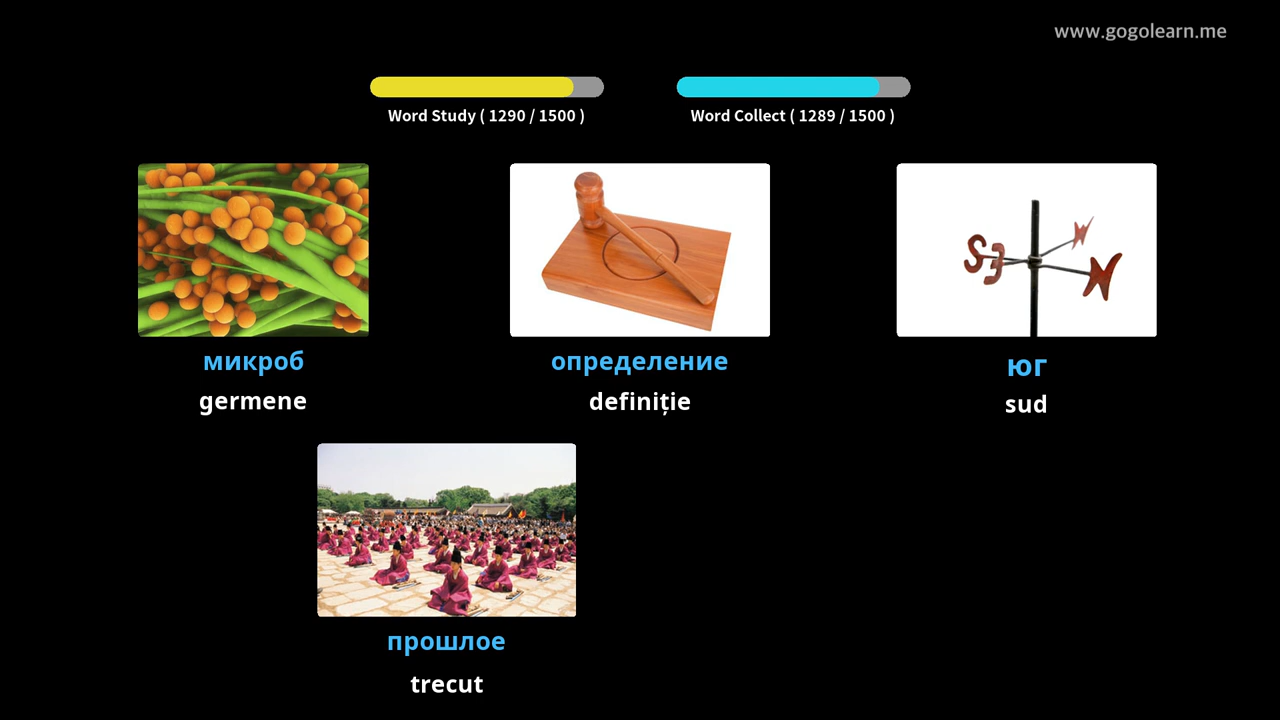 www.gogolearn.me
Word Study ( 1290 / 1500 )
Word Collect ( 1289 / 1500 )
S
E
N
микроб
определение
юг
germene
definiție
sud
прошлое
trecut